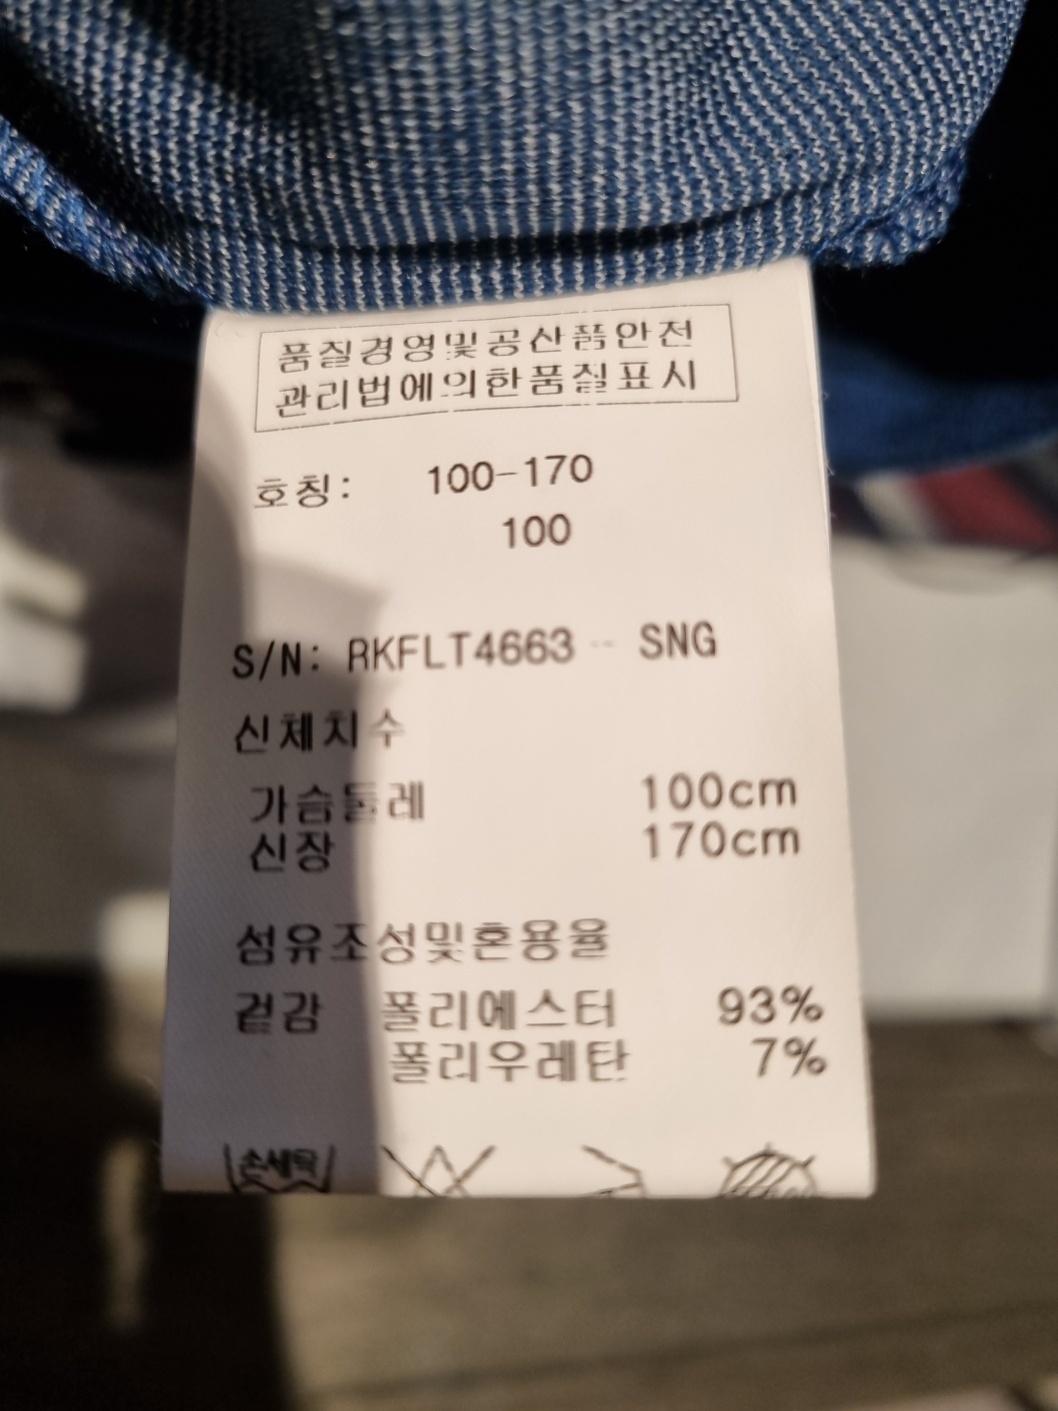 품질경영및공산품안전
관리법에의한품질표시
호칭: 100-170
100
S/N: RKFLT4663 - SNG
신체치수
가슴둘레 100cm
신장 170cm
섬유조성및혼용율
겉감 폴리에스터 93%
폴리우레탄 7%
손세탁